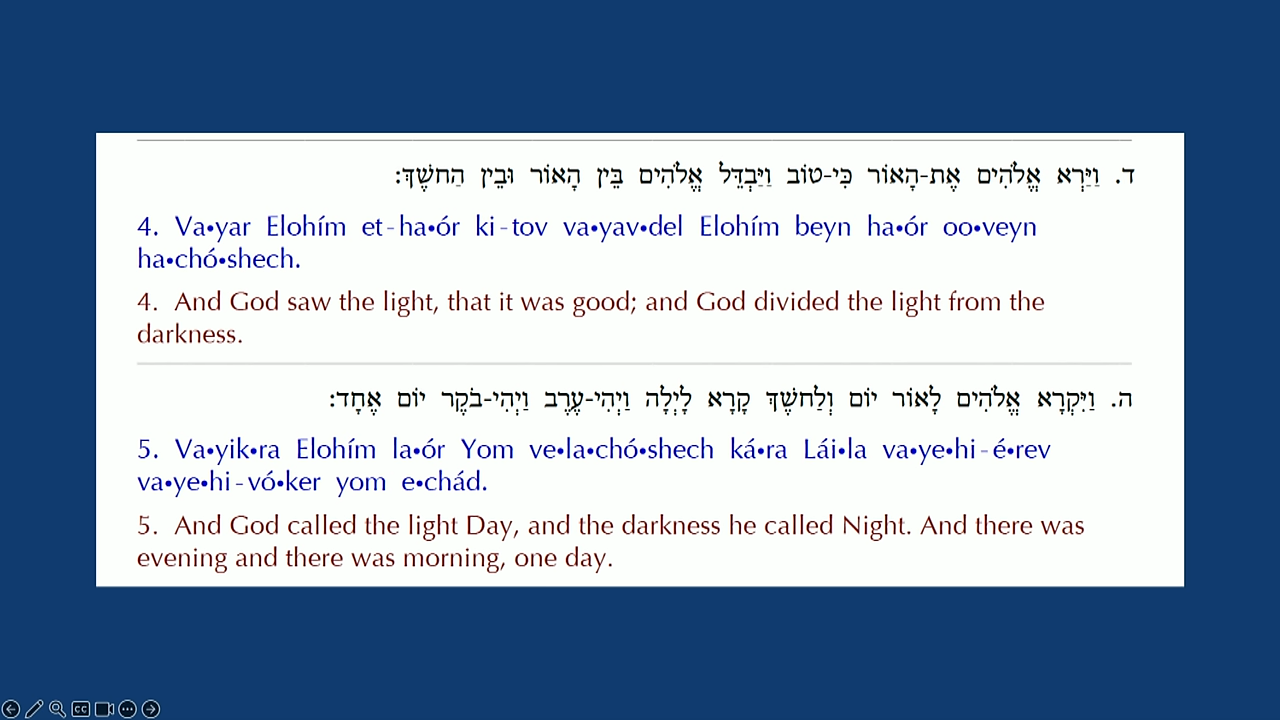 ד. וַיַּרְא אֱלֹהִים אֶת-הָאוֹר כִּי-טוֹב וַיַּבְדֵּל אֱלֹהִים בֵּין הָאוֹר וּבֵין הַחֹשֶׁךְ:
4. Va•yar Elohím et-ha•ór ki-tov va•yav•del Elohím beyn ha•ór oo•veyn
ha•chó•shech.
4. And God saw the light, that it was good; and God divided the light from the
darkness.
ה. וַיִּקְרָא אֱלֹהִים לָאוֹר יוֹם וְלַחֹשֶׁךְ קָרָא לָיְלָה וַיְהִי-עֶרֶב וַיְהִי-בֹקֶר יוֹם אֶחָד:
5. Va•yik•ra Elohím la•ór Yom ve•la•chó•shech ká•ra Lái•la va•ye•hi-é•rev
va•ye•hi-vó•ker yom e•chád.
5. And God called the light Day, and the darkness he called Night. And there was
evening and there was morning, one day.
CC